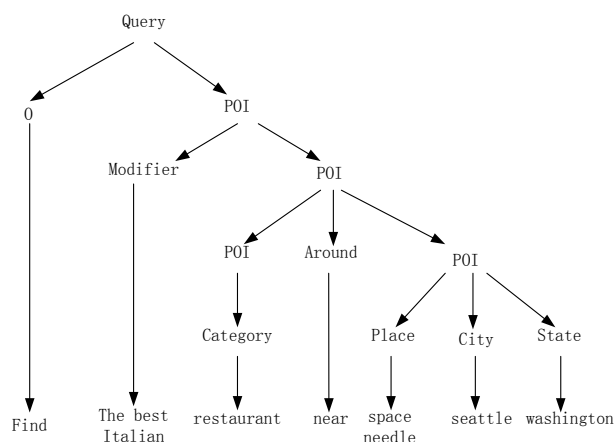 Query
O
POI
Modifier
POI
POI
Around
POI
Category
Place
City
State
Find
The best
Italian
restaurant
near
space
needle
seattle
washington